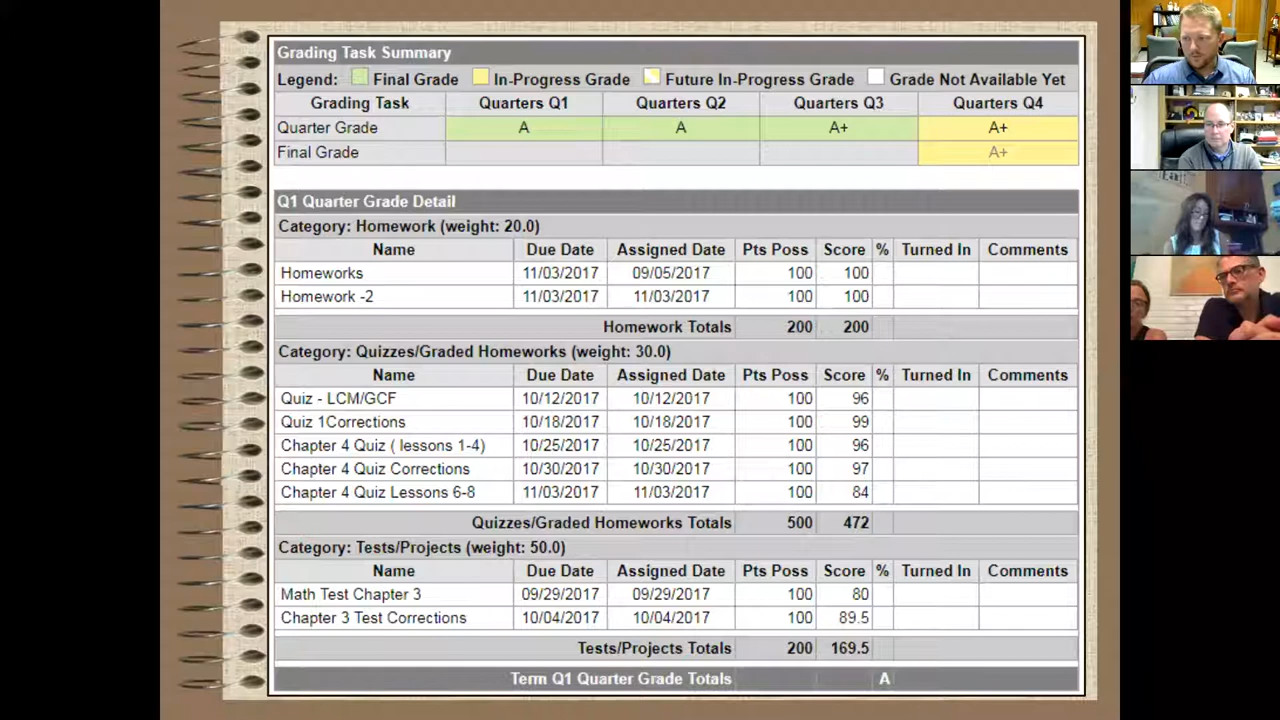 Grading Task Summary
Legend: Final Grade In-Progress Grade Future In-Progress Grade Grade Not Available Yet
Grading Task Quarters Q1 Quarters Q2 Quarters Q3 Quarters Q4
Quarter Grade A A A+ A+
Final Grade A+
Q1 Quarter Grade Detail
Category: Homework (weight: 20.0)
Name Due Date Assigned Date Pts Poss Score % Turned In Comments
Homeworks 11/03/2017 09/05/2017 100 100
Homework -2 11/03/2017 11/03/2017 100 100
Homework Totals 200 200
Category: Quizzes/Graded Homeworks (weight: 30.0)
Name Due Date Assigned Date Pts Poss Score % Turned In Comments
Quiz - LCM/GCF 10/12/2017 10/12/2017 100 96
Quiz 1Corrections 10/18/2017 10/18/2017 100 99
Chapter 4 Quiz ( lessons 1-4) 10/25/2017 10/25/2017 100 96
Chapter 4 Quiz Corrections 10/30/2017 10/30/2017 100 97
Chapter 4 Quiz Lessons 6-8 11/03/2017 11/03/2017 100 84
Quizzes/Graded Homeworks Totals 500 472
Category: Tests/Projects (weight: 50.0)
Name Due Date Assigned Date Pts Poss Score % Turned In Comments
Math Test Chapter 3 09/29/2017 09/29/2017 100 80
Chapter 3 Test Corrections 10/04/2017 10/04/2017 100 89.5
Tests/Projects Totals 200 169.5
Term Q1 Quarter Grade Totals A